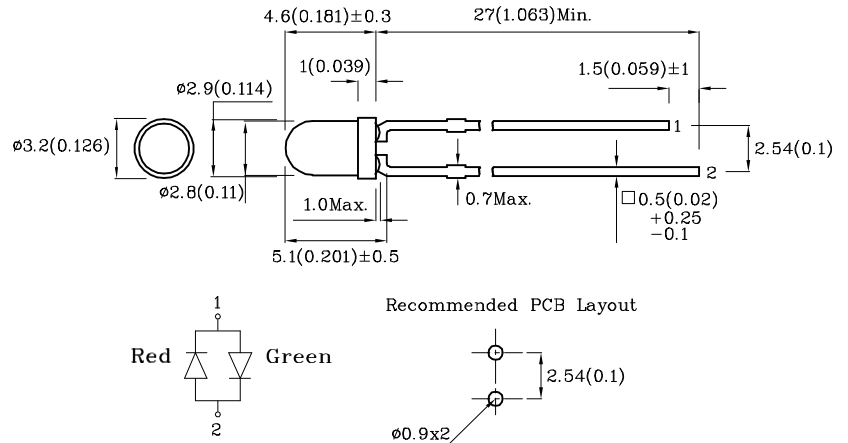 4.6(0.181)±0.3
27(1.063)Min.
1(0.039)
1.5(0.059)±1
ø2.9(0.114)
ø3.2(0.126)
1
2.54(0.1)
2
ø2.8(0.11)
1.0Max.
0.7Max.
□0.5(0.02)
+0.25
-0.1
5.1(0.201)±0.5
1
Recommended PCB Layout
Red
Green
2.54(0.1)
2
ø0.9x2